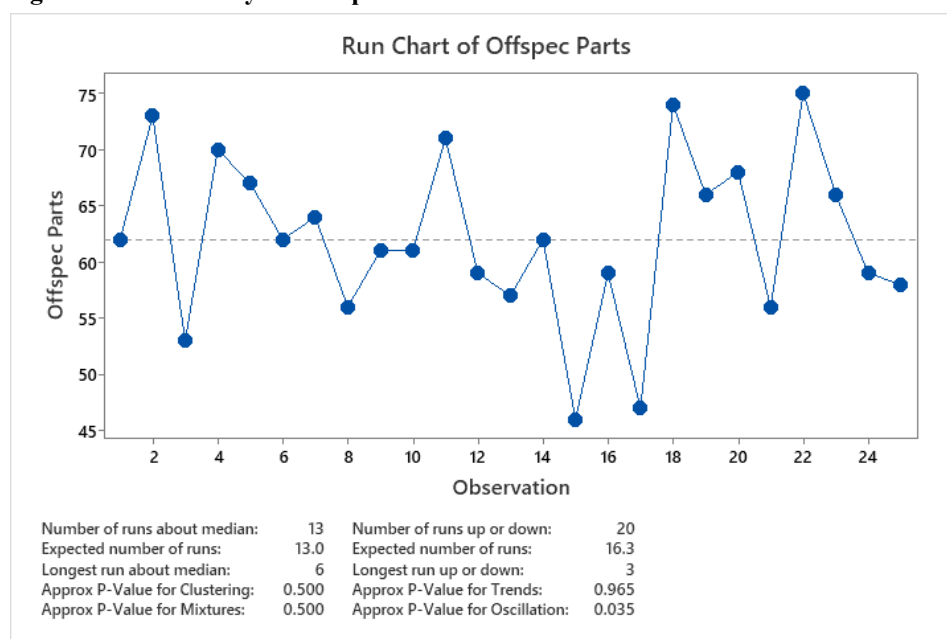 Run Chart of Offspec Parts
75
70
65
60
55
50
45
Offspec Parts
2 4 6 8 10 12 14 16 18 20 22 24
Observation
Number of runs about median: 13 Number of runs up or down: 20
Expected number of runs: 13.0 Expected number of runs: 16.3
Longest run about median: 6 Longest run up or down: 3
Approx P-Value for Clustering: 0.500 Approx P-Value for Trends: 0.965
Approx P-Value for Mixtures: 0.500 Approx P-Value for Oscillation: 0.035